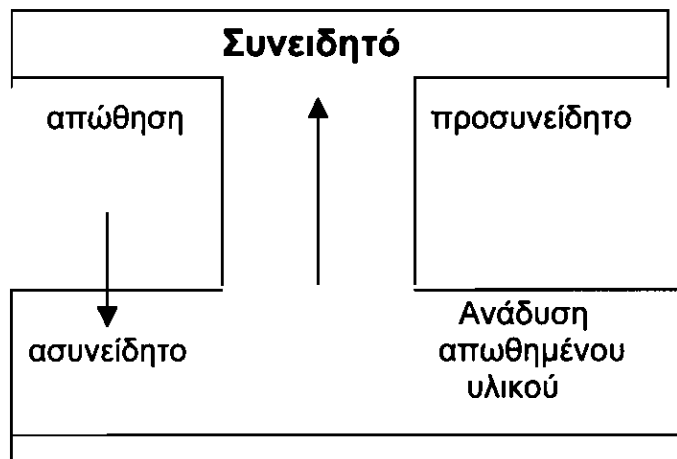 Συνειδητό
απώθηση
προσυνείδητο
ασυνείδητο
Ανάδυση
απωθημένου
υλικού